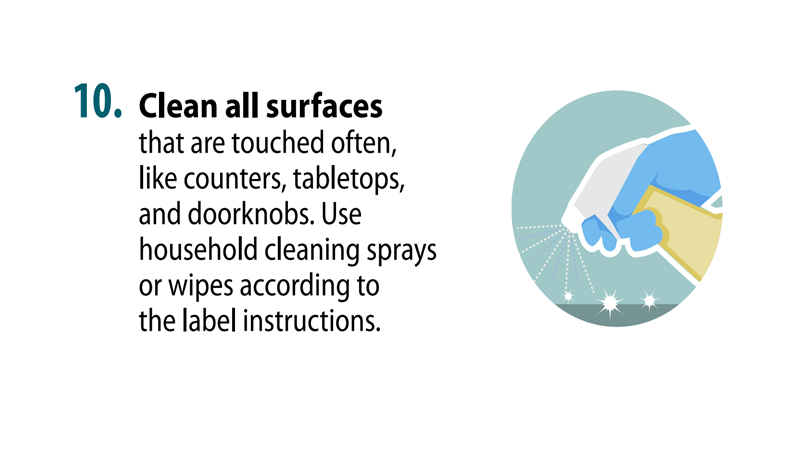 10. Clean all surfaces
that are touched often,
like counters, tabletops,
and doorknobs. Use
household cleaning sprays
or wipes according to
the label instructions.